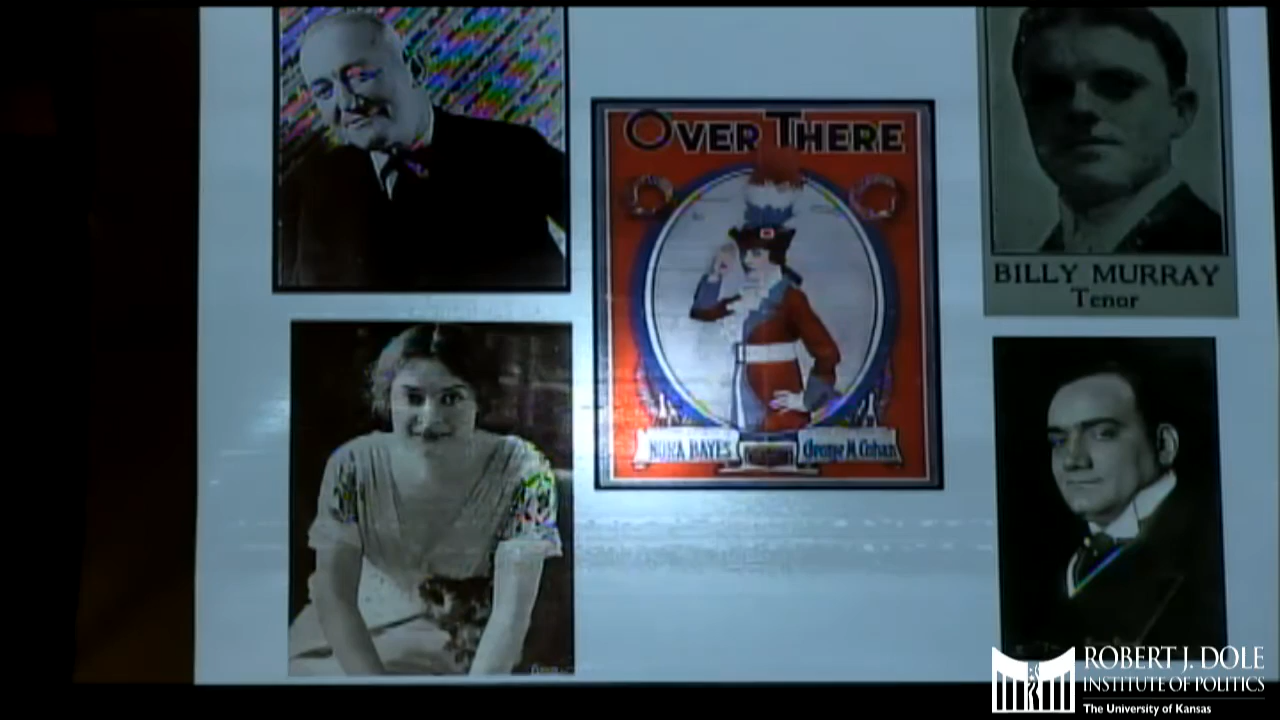 OVER THERE
NORA BAYES
George M. Cohan
BILLY MURRAY
Tenor
ROBERT J. DOLE
INSTITUTE OF POLITICS
The University of Kansas